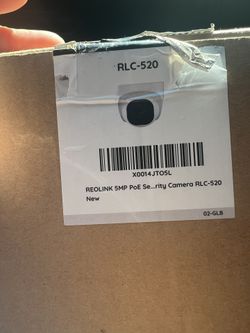 RLC-520
X0014JTO5L
REOLINK 5MP PoE Se...rity Camera RLC-520
New
02-GLB